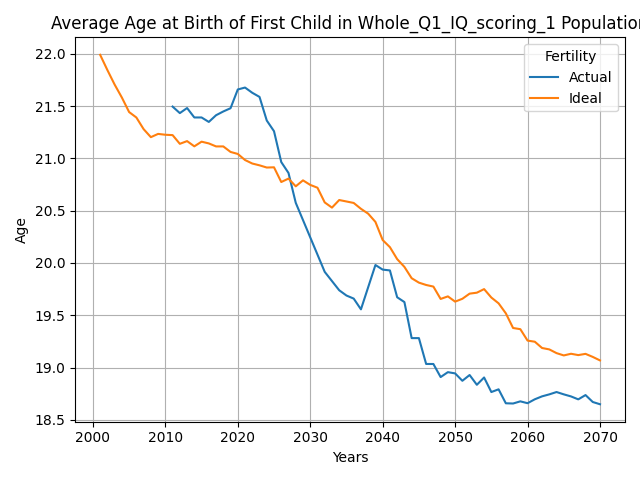 Average Age at Birth of First Child in Whole_Q1_IQ_scoring_1 Population
Fertility
Actual
Ideal
22.0
21.5
21.0
20.5
20.0
19.5
19.0
18.5
Age
2000 2010 2020 2030 2040 2050 2060 2070
Years